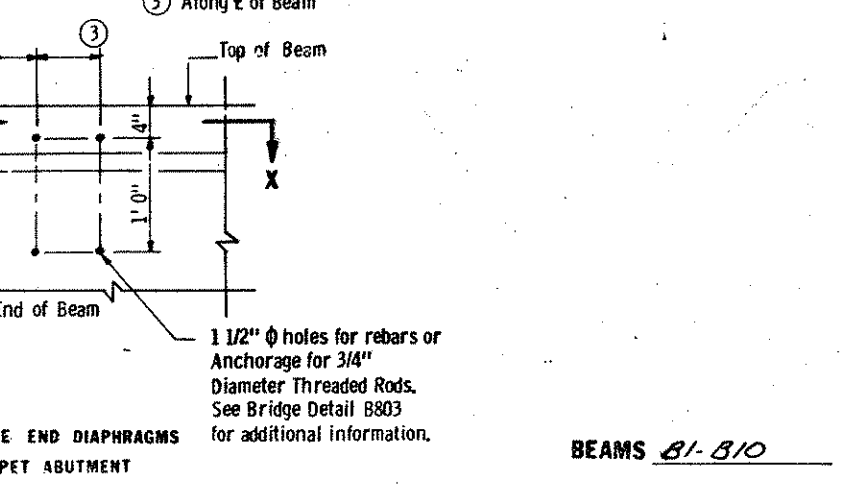 3 Along ℄ of Beam
3
Top of Beam
4"
X
1' 0"
End of Beam
1 1/2" ϕ holes for rebars or
Anchorage for 3/4"
Diameter Threaded Rods.
See Bridge Detail B803
for additional information.
E END DIAPHRAGMS
PET ABUTMENT
BEAMS B1-B10